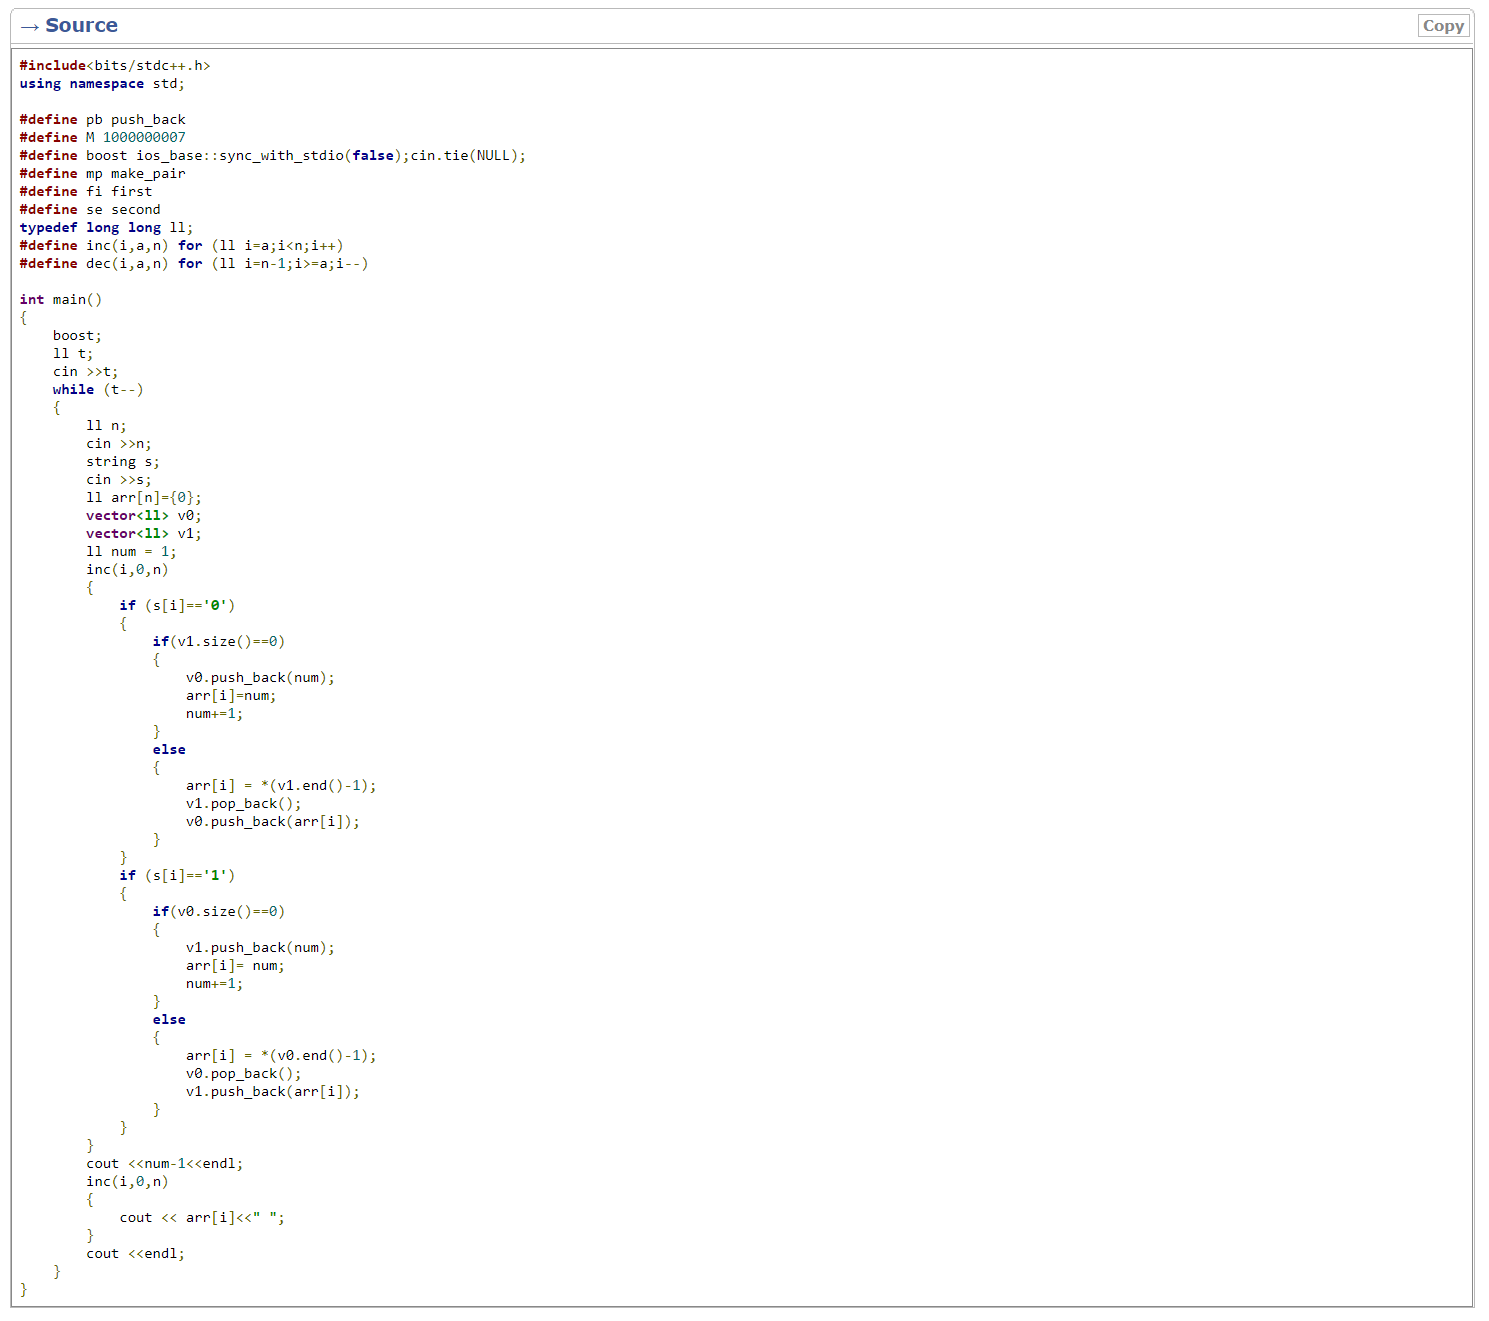 → Source
Copy
#include<bits/stdc++.h>
using namespace std;

#define pb push_back
#define M 1000000007
#define boost ios_base::sync_with_stdio(false);cin.tie(NULL);
#define mp make_pair
#define fi first
#define se second
typedef long long ll;
#define inc(i,a,n) for (ll i=a;i<n;i++)
#define dec(i,a,n) for (ll i=n-1;i>=a;i--)

int main()
{
    boost;
    ll t;
    cin >>t;
    while (t--)
    {
        ll n;
        cin >>n;
        string s;
        cin >>s;
        ll arr[n]={0};
        vector<ll> v0;
        vector<ll> v1;
        ll num = 1;
        inc(i,0,n)
        {
            if (s[i]=='0')
            {
                if(v1.size()==0)
                {
                    v0.push_back(num);
                    arr[i]=num;
                    num+=1;
                }
                else
                {
                    arr[i] = *(v1.end()-1);
                    v1.pop_back();
                    v0.push_back(arr[i]);
                }
            }
            if (s[i]=='1')
            {
                if(v0.size()==0)
                {
                    v1.push_back(num);
                    arr[i]= num;
                    num+=1;
                }
                else
                {
                    arr[i] = *(v0.end()-1);
                    v0.pop_back();
                    v1.push_back(arr[i]);
                }
            }
        }
        cout <<num-1<<endl;
        inc(i,0,n)
        {
            cout << arr[i]<<" ";
        }
        cout <<endl;
    }
}